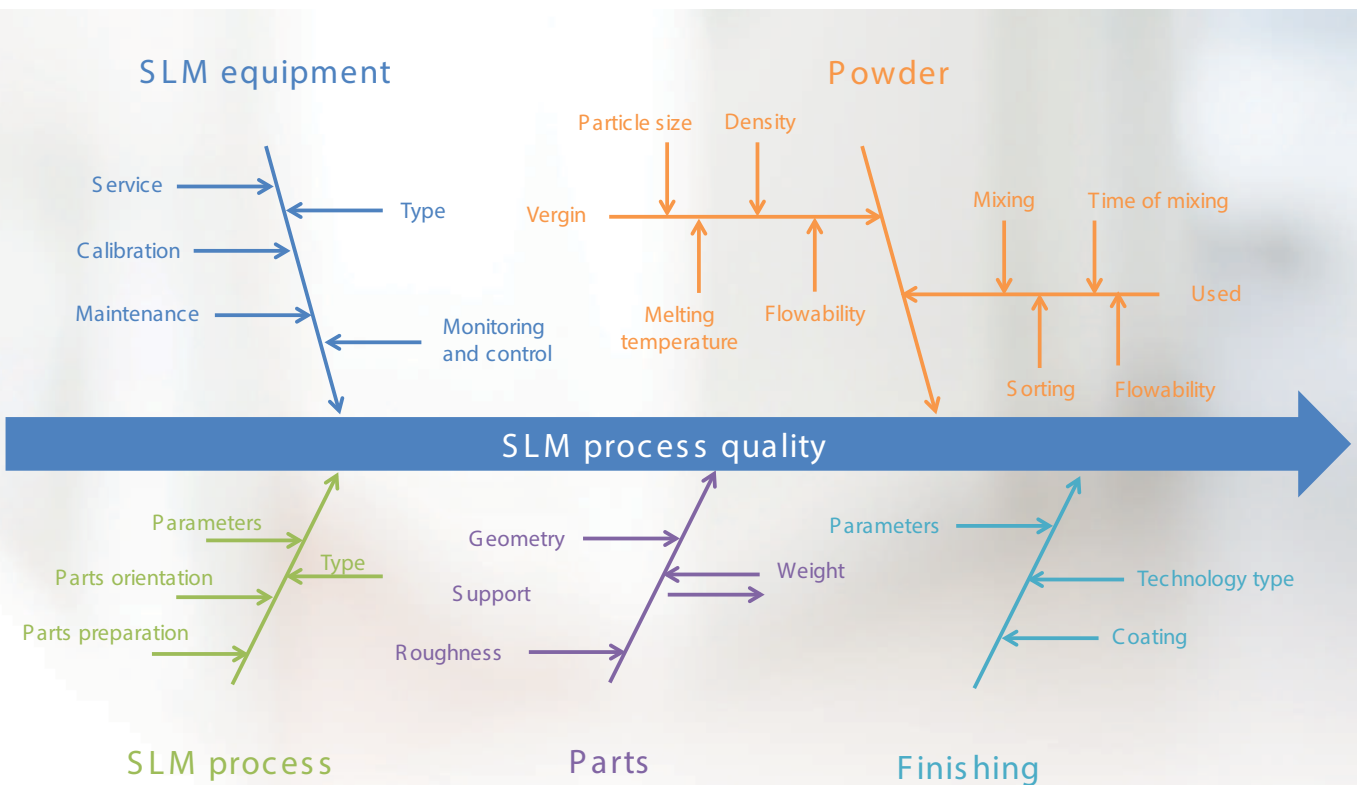 SLM equipment
Powder
Particle size
Density
Service
Type
Vergin
Mixing
Time of mixing
Calibration
Used
Maintenance
Monitoring
and control
Melting
temperature
Flowability
Sorting
Flowability
SLM process quality
Parameters
Type
Parts orientation
Parts preparation
Geometry
Weight
Support
Roughness
Parameters
Technology type
Coating
SLM process
Parts
Finishing